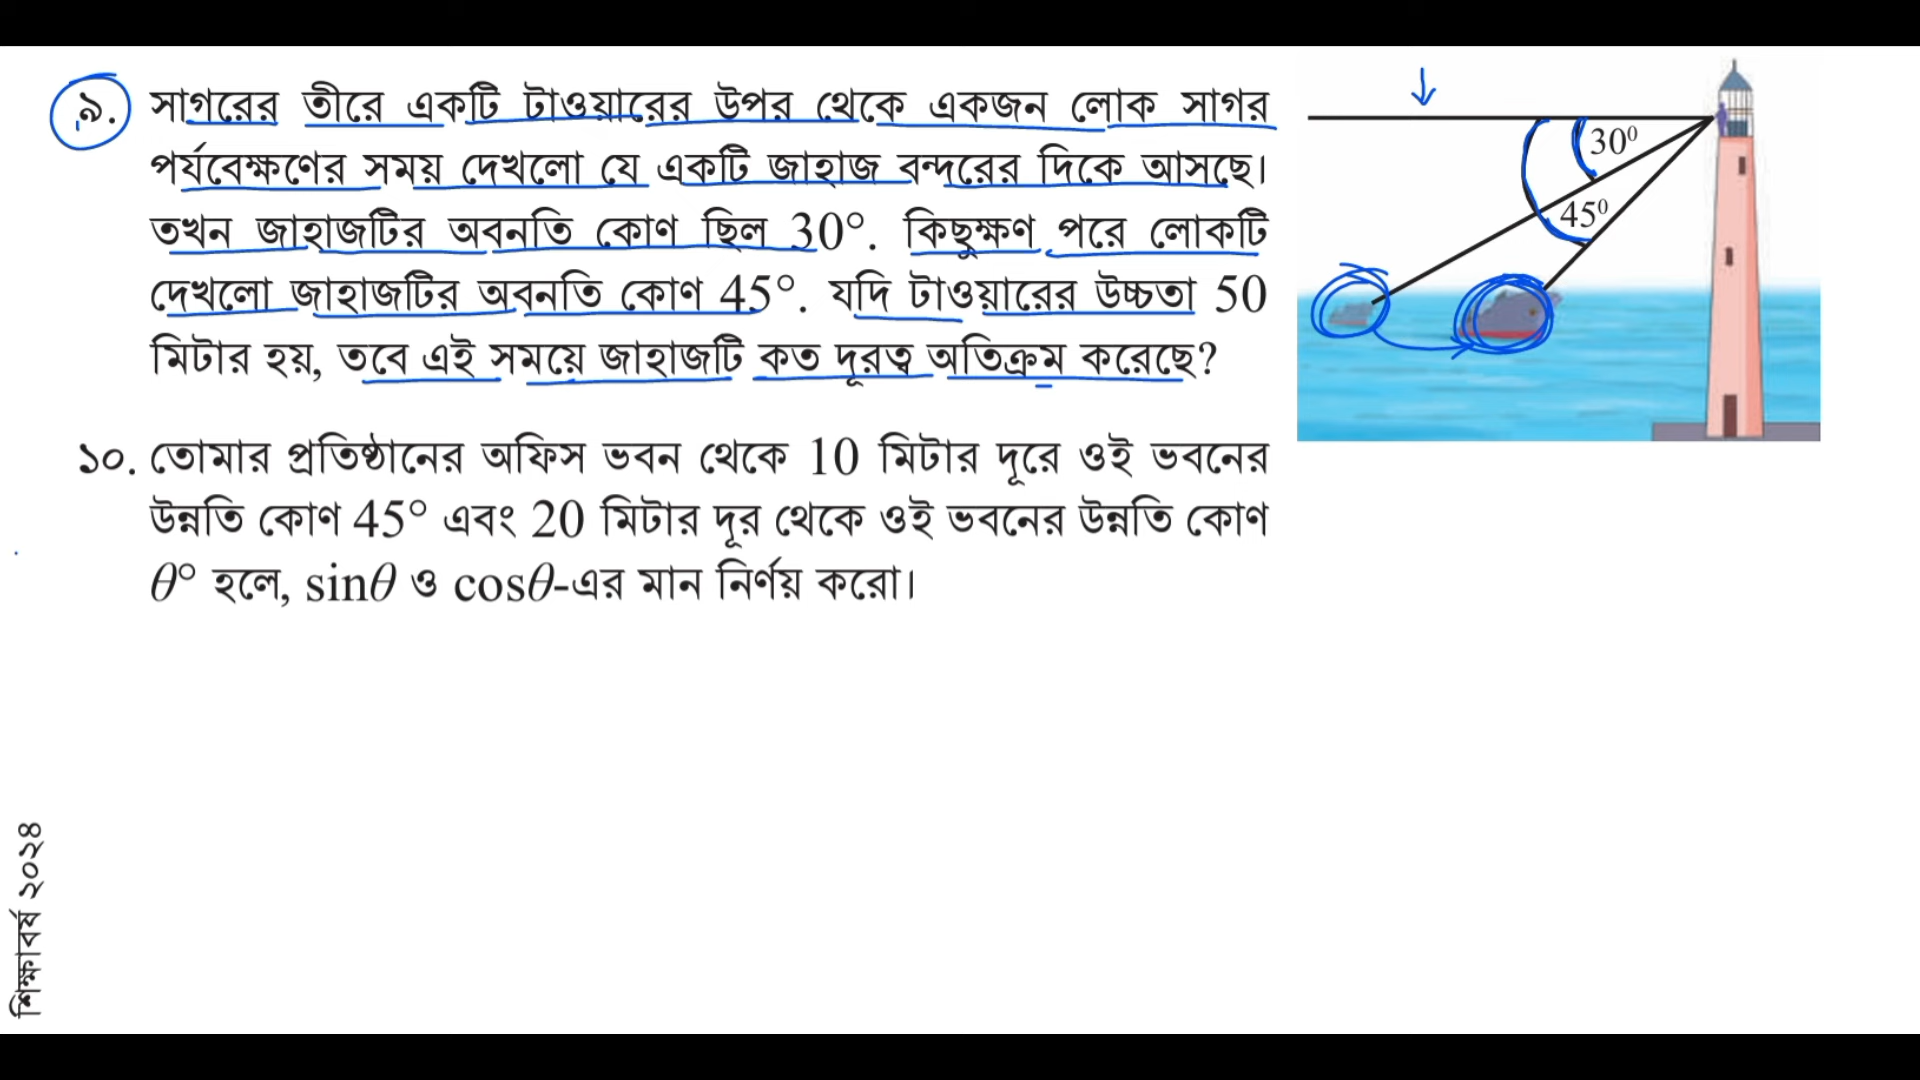 ৯. সাগরের তীরে একটি টাওয়ারের উপর থেকে একজন লোক সাগর
পর্যবেক্ষণের সময় দেখলো যে একটি জাহাজ বন্দরের দিকে আসছে।
তখন জাহাজটির অবনতি কোণ ছিল 30°. কিছুক্ষণ পরে লোকটি
দেখলো জাহাজটির অবনতি কোণ 45°. যদি টাওয়ারের উচ্চতা 50
মিটার হয়, তবে এই সময়ে জাহাজটি কত দূরত্ব অতিক্রম করেছে?
30⁰
45⁰
১০. তোমার প্রতিষ্ঠানের অফিস ভবন থেকে 10 মিটার দূরে ওই ভবনের
উন্নতি কোণ 45° এবং 20 মিটার দূর থেকে ওই ভবনের উন্নতি কোণ
θ° হলে, sinθ ও cosθ-এর মান নির্ণয় করো।
শিক্ষাবর্ষ ২০২৪